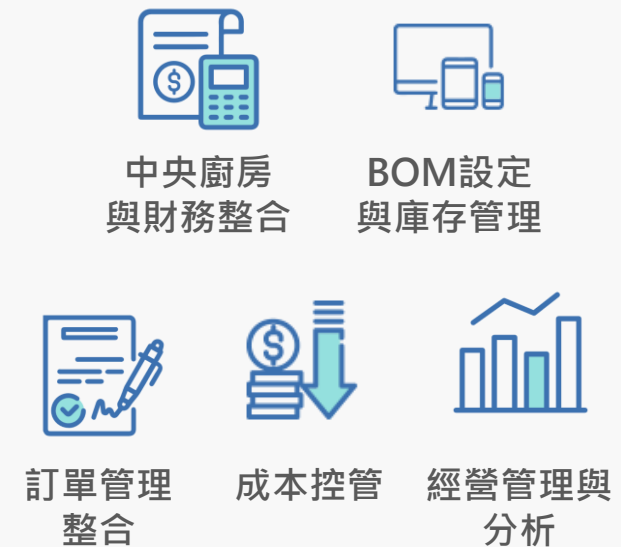 中央廚房
與財務整合
BOM設定
與庫存管理
訂單管理
整合
成本控管
經營管理與
分析